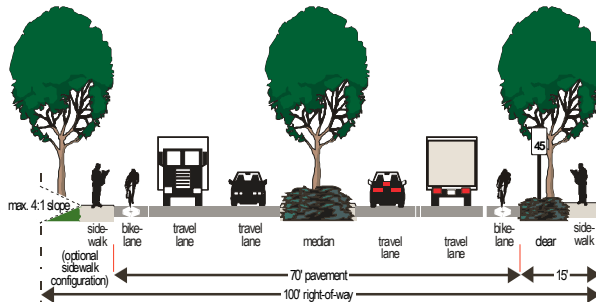 45
max. 4:1 slope
side-
walk
(optional
sidewalk
configuration)
bike-
lane
travel
lane
travel
lane
median
travel
lane
travel
lane
bike-
lane
clear
side-
walk
70' pavement
15'
100' right-of-way